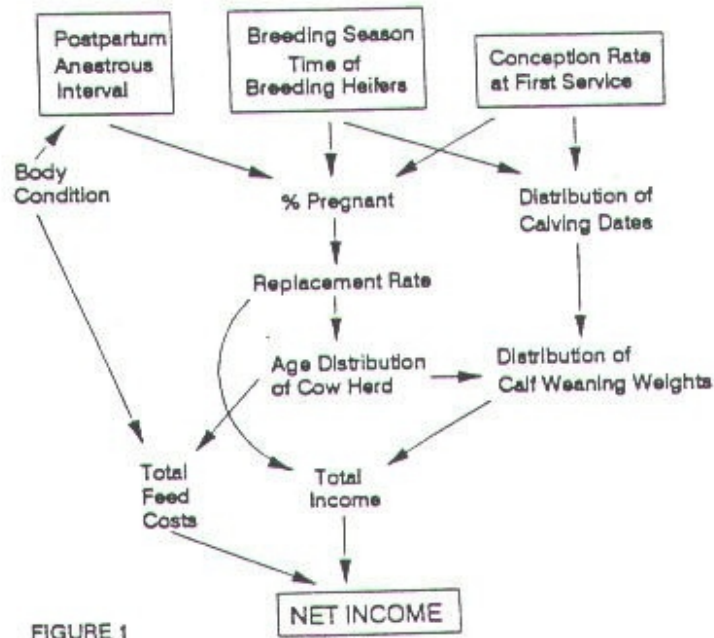 Postpartum
Anestrous
Interval
Breeding Season
Time of
Breeding Heifers
Conception Rate
at First Service
Body
Condition
% Pregnant
Distribution of
Calving Dates
Replacement Rate
Age Distribution
of Cow Herd
Distribution of
Calf Weaning Weights
Total
Feed
Costs
Total
Income
NET INCOME
FIGURE 1